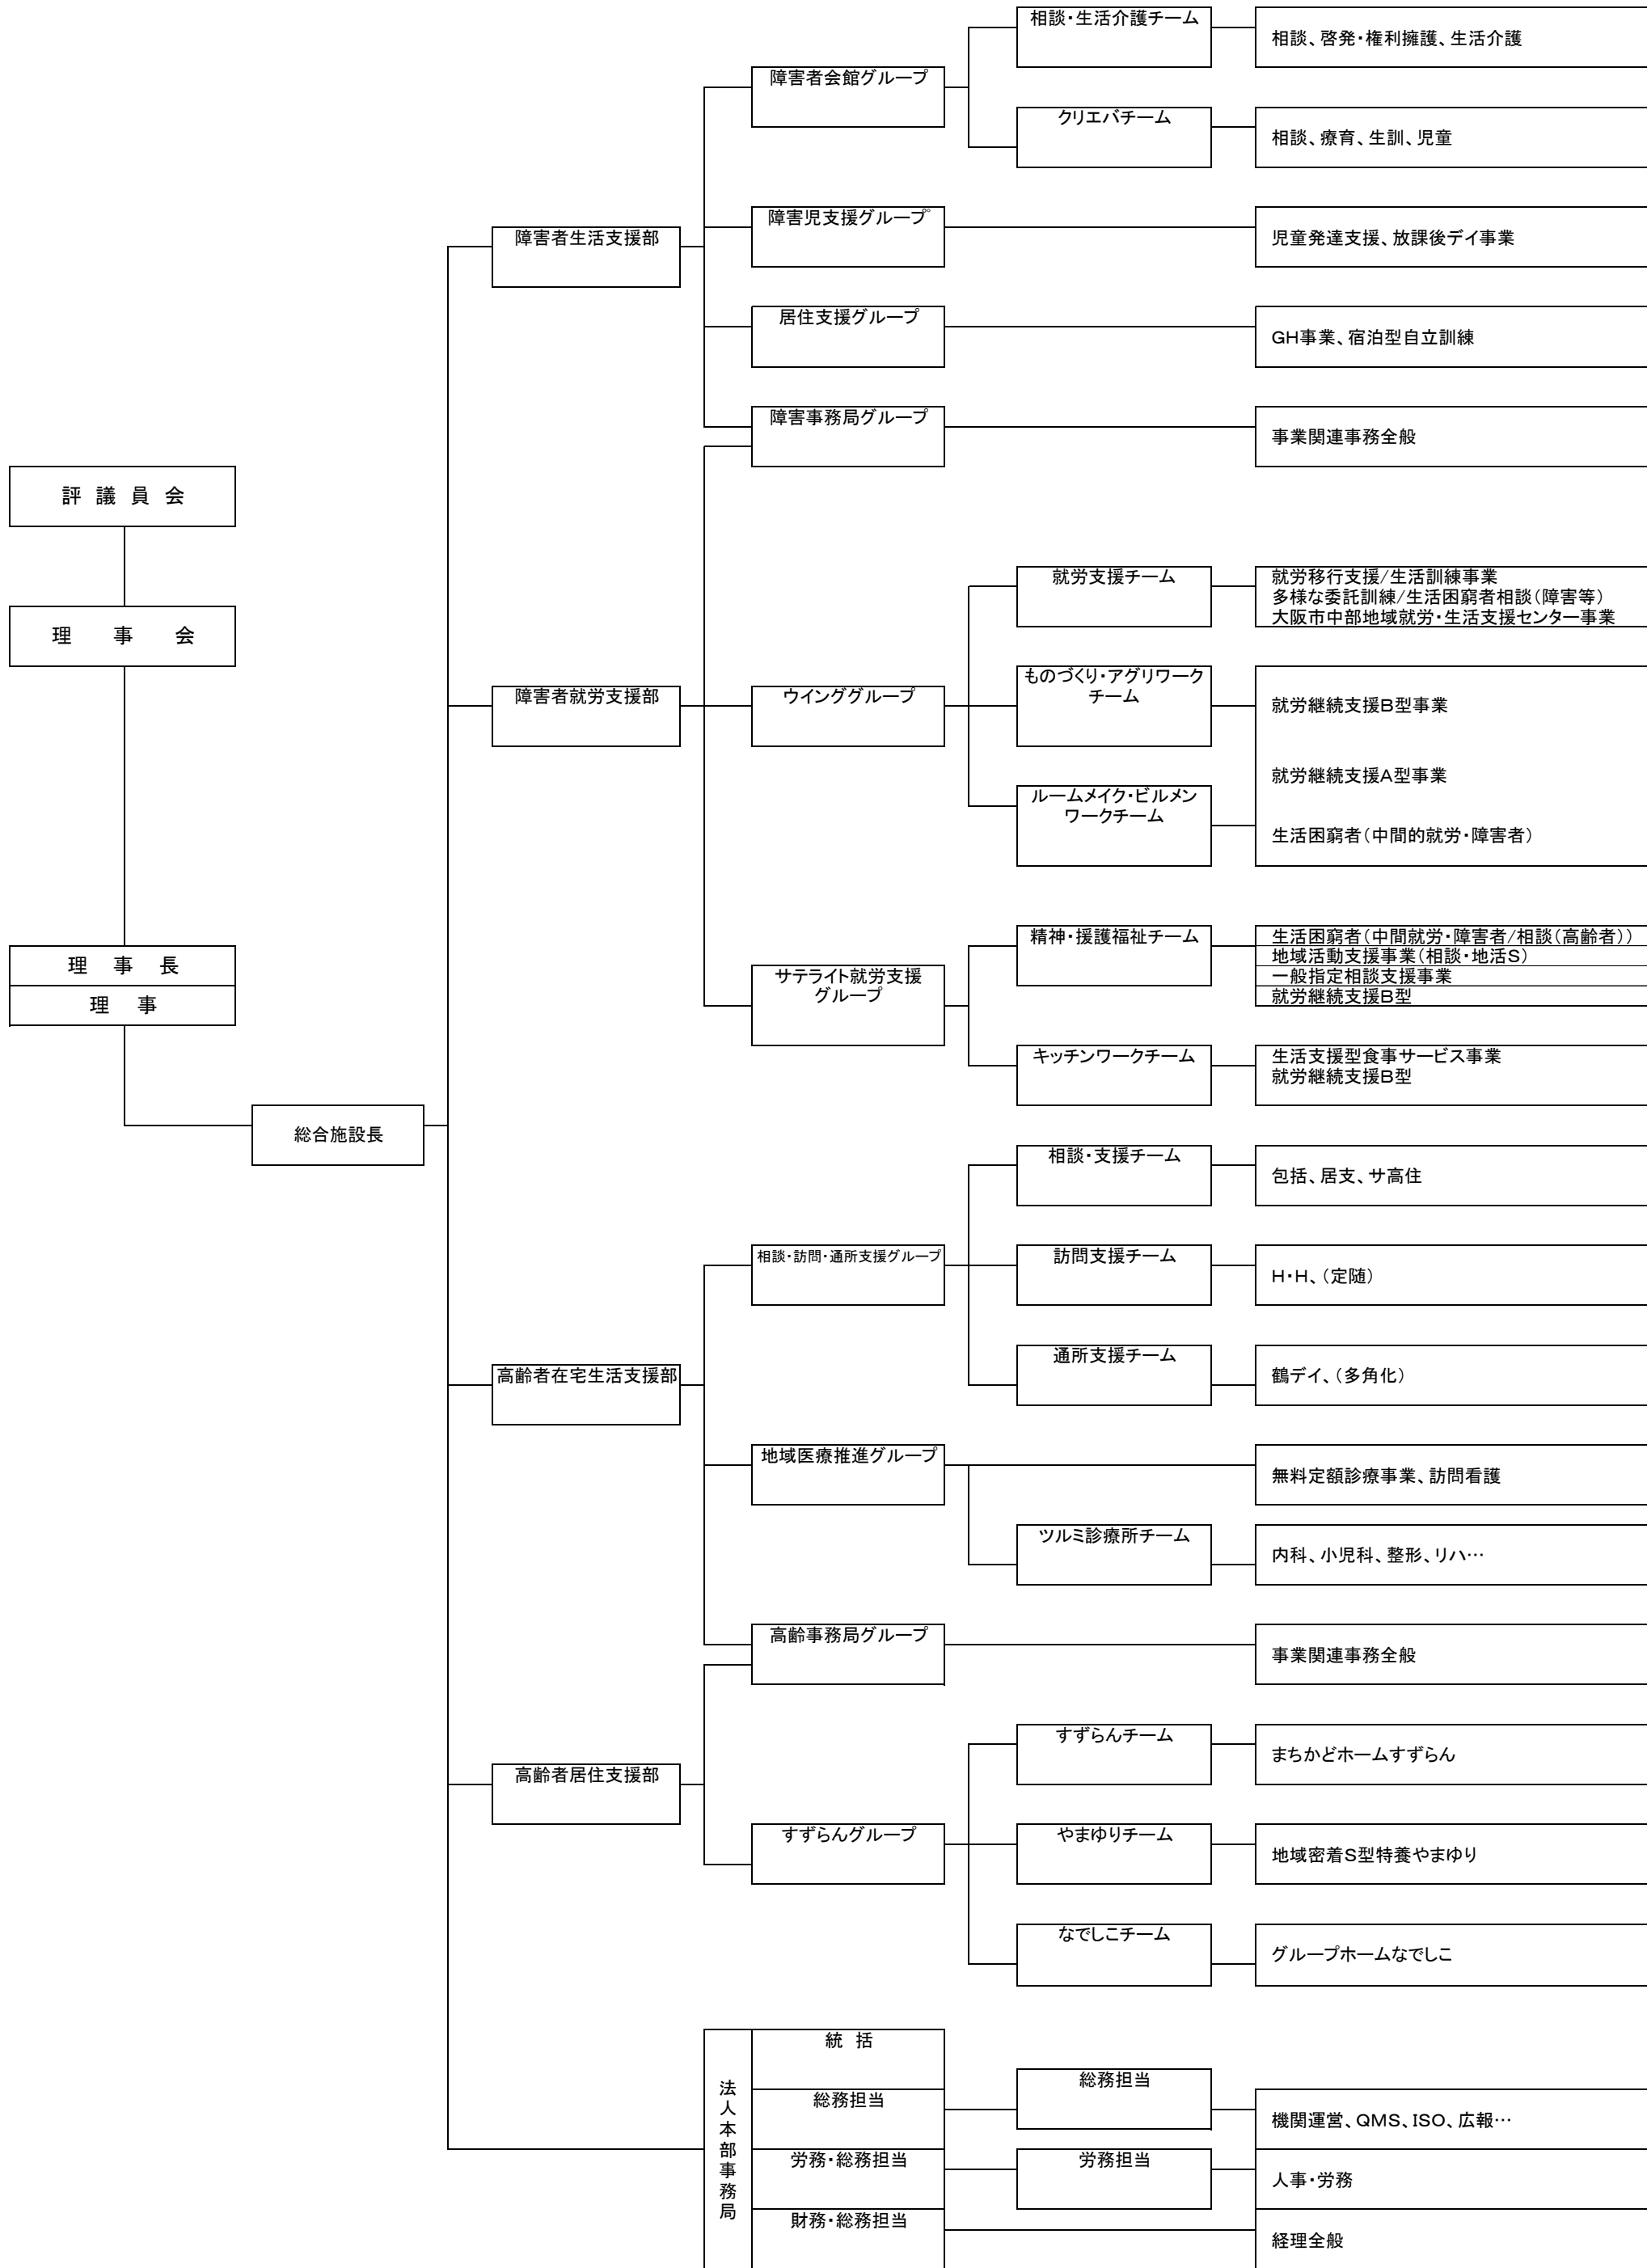 相談・生活介護チーム
相談、啓発・権利擁護、生活介護
障害者会館グループ
クリエバチーム
相談、療育、生訓、児童
障害児支援グループ
児童発達支援、放課後デイ事業
障害者生活支援部
居住支援グループ
GH事業、宿泊型自立訓練
障害事務局グループ
事業関連事務全般
評議員会
理事会
就労支援チーム
就労移行支援/生活訓練事業
多様な委託訓練/生活困窮者相談(障害等)
大阪市中部地域就労・生活支援センター事業
障害者就労支援部
ウインググループ
ものづくり・アグリワーク
チーム
就労継続支援B型事業
就労継続支援A型事業
ルームメイク・ビルメン
ワークチーム
生活困窮者(中間的就労・障害者)
理事長
理事
サテライト就労支援
グループ
精神・援護福祉チーム
生活困窮者(中間就労・障害者/相談(高齢者))
地域活動支援事業(相談・地活S)
一般指定相談支援事業
就労継続支援B型
キッチンワークチーム
生活支援型食事サービス事業
就労継続支援B型
総合施設長
相談・支援チーム
包括、居支、サ高住
相談・訪問・通所支援グループ
訪問支援チーム
H・H、(定随)
通所支援チーム
鶴デイ、(多角化)
高齢者在宅生活支援部
地域医療推進グループ
無料定額診療事業、訪問看護
ツルミ診療所チーム
内科、小児科、整形、リハ…
高齢事務局グループ
事業関連事務全般
すずらんチーム
まちかどホームすずらん
高齢者居住支援部
すずらんグループ
やまゆりチーム
地域密着S型特養やまゆり
なでしこチーム
グループホームなでしこ
法人本部事務局
統括
総務担当
総務担当
機関運営、QMS、ISO、広報…
労務・総務担当
労務担当
人事・労務
財務・総務担当
経理全般